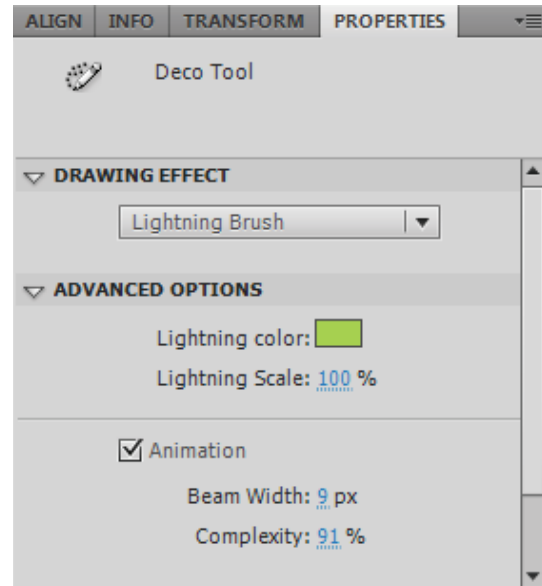 ALIGN INFO TRANSFORM PROPERTIES
Deco Tool
DRAWING EFFECT
Lightning Brush
ADVANCED OPTIONS
Lightning color:
Lightning Scale: 100 %
Animation
Beam Width: 9 px
Complexity: 91 %